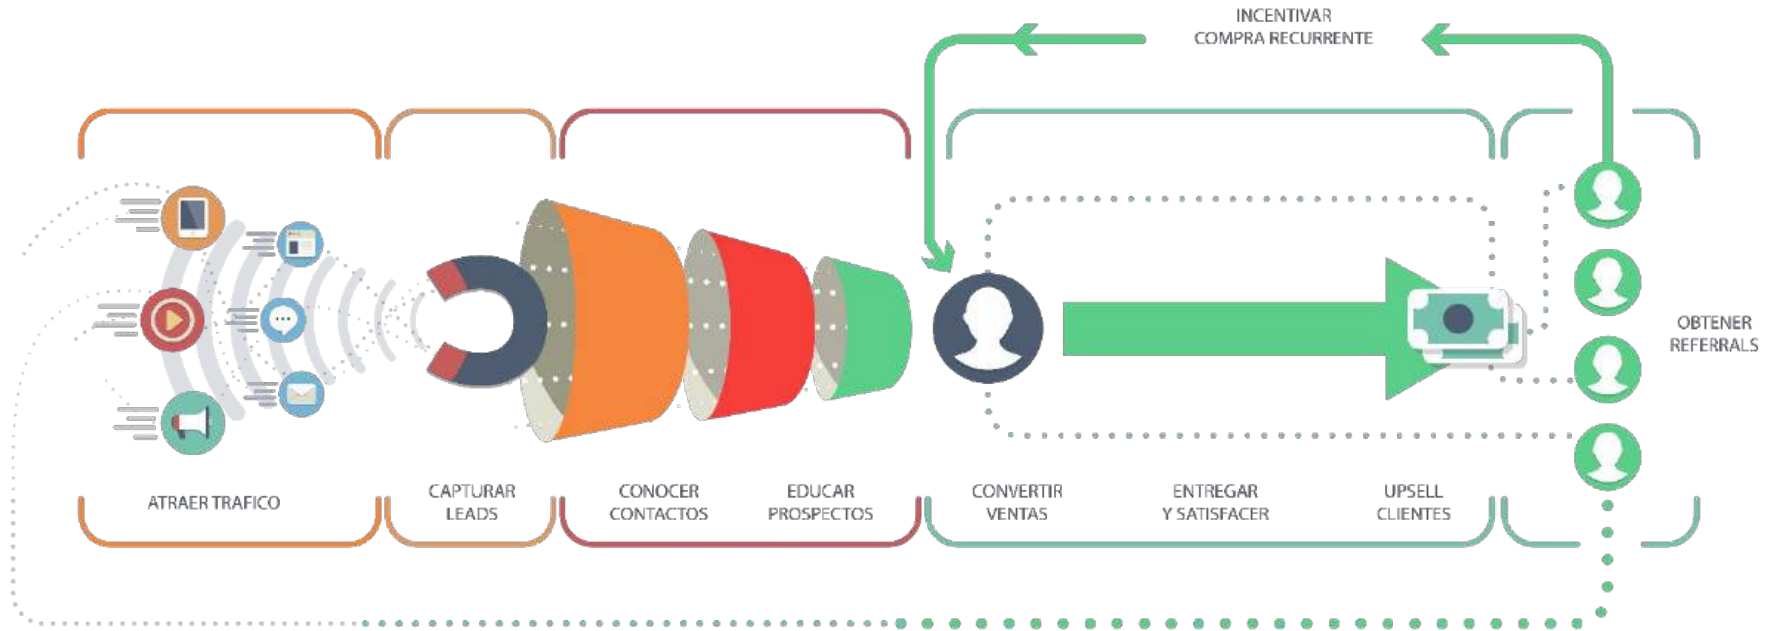 INCENTIVAR
COMPRA RECURRENTE
OBTENER
REFERRALS
ATRAER TRAFICO
CAPTURAR
LEADS
CONOCER
CONTACTOS
EDUCAR
PROSPECTOS
CONVERTIR
VENTAS
ENTREGAR
Y SATISFACER
UPSELL
CLIENTES